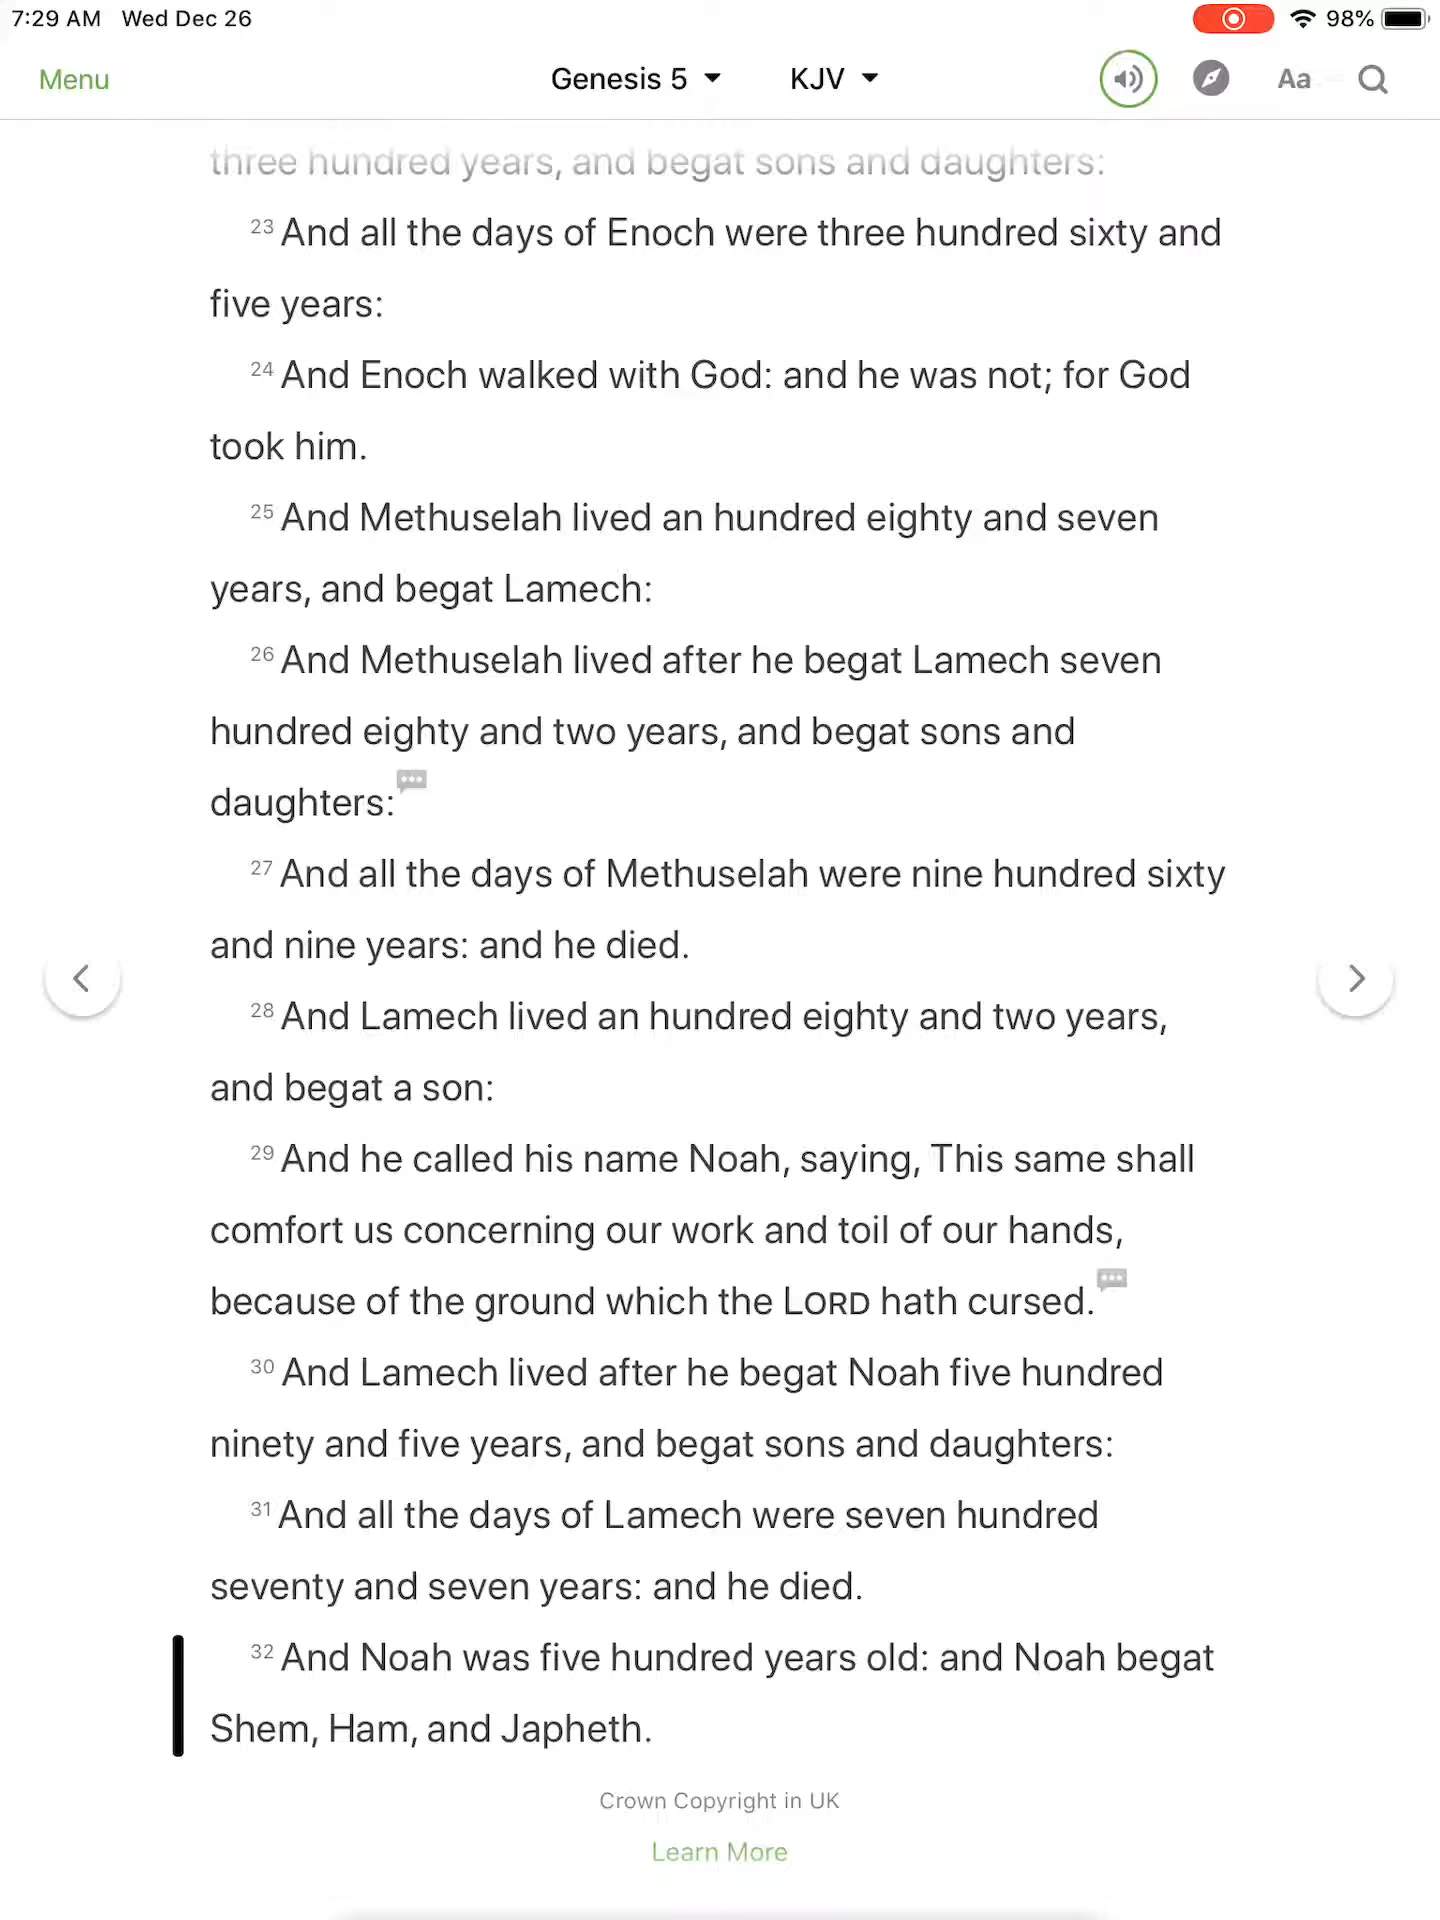 7:29 AM Wed Dec 26 98%
Menu Genesis 5 KJV Aa
three hundred years, and begat sons and daughters:
23 And all the days of Enoch were three hundred sixty and
five years:
24 And Enoch walked with God: and he was not; for God
took him.
25 And Methuselah lived an hundred eighty and seven
years, and begat Lamech:
26 And Methuselah lived after he begat Lamech seven
hundred eighty and two years, and begat sons and
daughters:
27 And all the days of Methuselah were nine hundred sixty
and nine years: and he died.
28 And Lamech lived an hundred eighty and two years,
and begat a son:
29 And he called his name Noah, saying, This same shall
comfort us concerning our work and toil of our hands,
because of the ground which the LORD hath cursed.
30 And Lamech lived after he begat Noah five hundred
ninety and five years, and begat sons and daughters:
31 And all the days of Lamech were seven hundred
seventy and seven years: and he died.
32 And Noah was five hundred years old: and Noah begat
Shem, Ham, and Japheth.
Crown Copyright in UK
Learn More